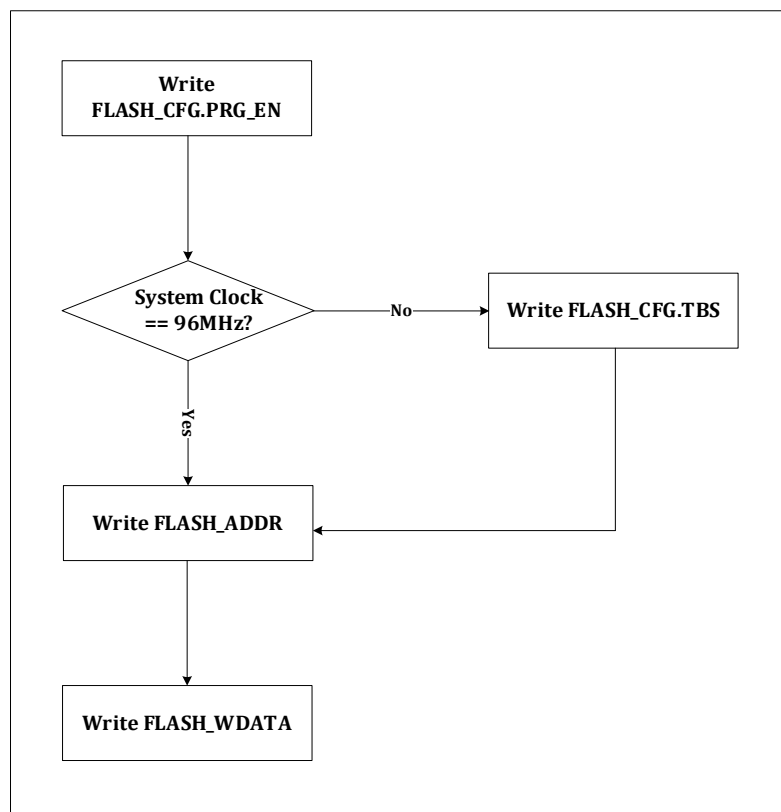 Write
FLASH_CFG.PRG_EN
System Clock
== 96MHz?
No
Write FLASH_CFG.TBS
Yes
Write FLASH_ADDR
Write FLASH_WDATA